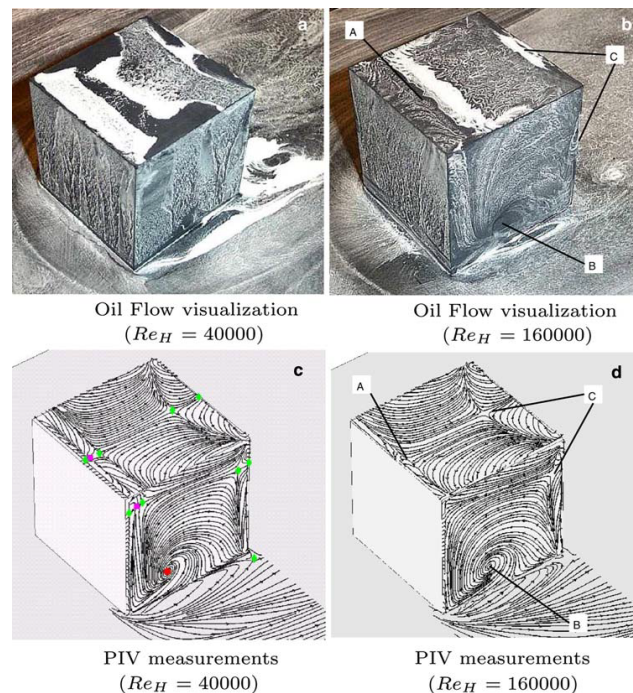 a
b
A
C
B
Oil Flow visualization
(Re_H = 40000)
Oil Flow visualization
(Re_H = 160000)
c
d
A
C
B
PIV measurements
(Re_H = 40000)
PIV measurements
(Re_H = 160000)